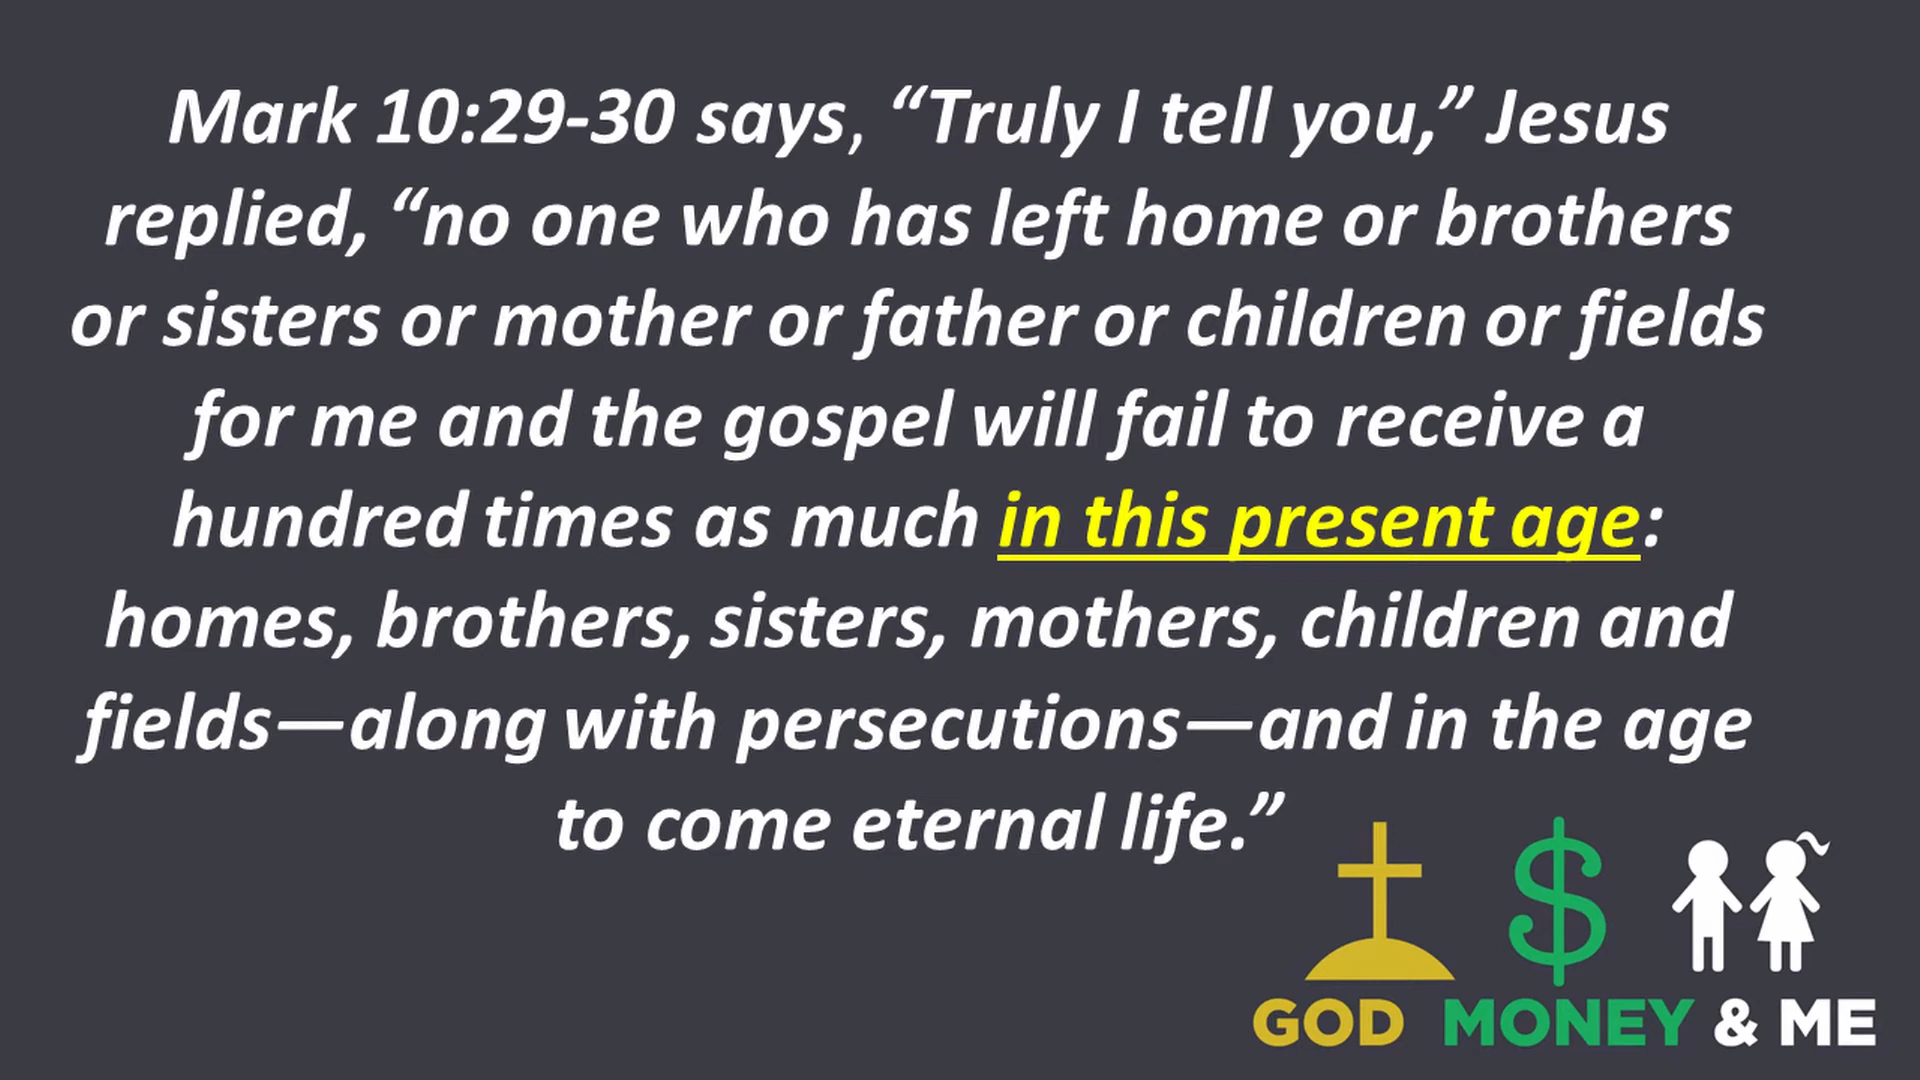 Mark 10:29-30 says, “Truly I tell you,” Jesus
replied, “no one who has left home or brothers
or sisters or mother or father or children or fields
for me and the gospel will fail to receive a
hundred times as much in this present age:
homes, brothers, sisters, mothers, children and
fields—along with persecutions—and in the age
to come eternal life.”
$
GOD MONEY & ME